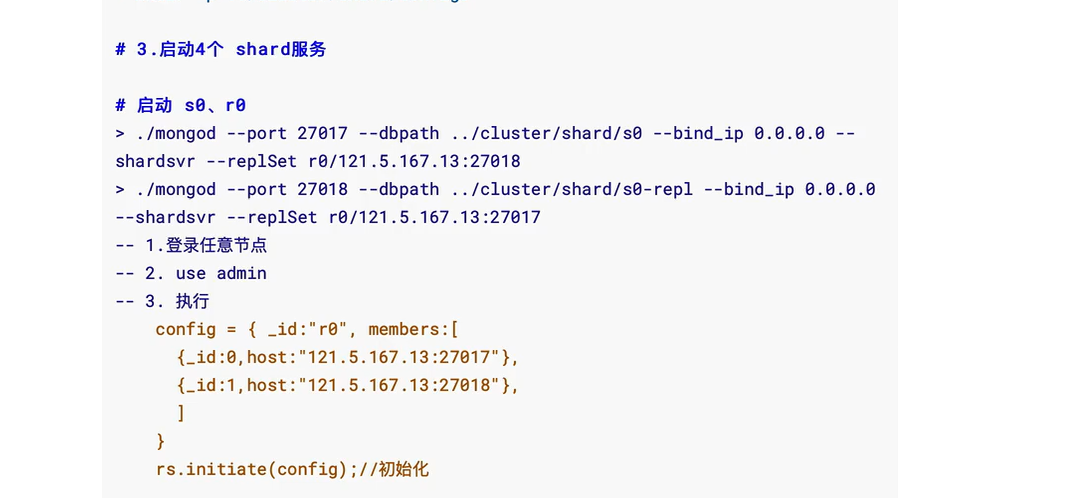 # 3.启动4个 shard服务
# 启动 s0、r0
> ./mongod --port 27017 --dbpath ../cluster/shard/s0 --bind_ip 0.0.0.0 --
shardsvr --replSet r0/121.5.167.13:27018
> ./mongod --port 27018 --dbpath ../cluster/shard/s0-repl --bind_ip 0.0.0.0
--shardsvr --replSet r0/121.5.167.13:27017
-- 1.登录任意节点
-- 2. use admin
-- 3. 执行
config = { _id:"r0", members:[
{_id:0,host:"121.5.167.13:27017"},
{_id:1,host:"121.5.167.13:27018"},
]
}
rs.initiate(config);//初始化